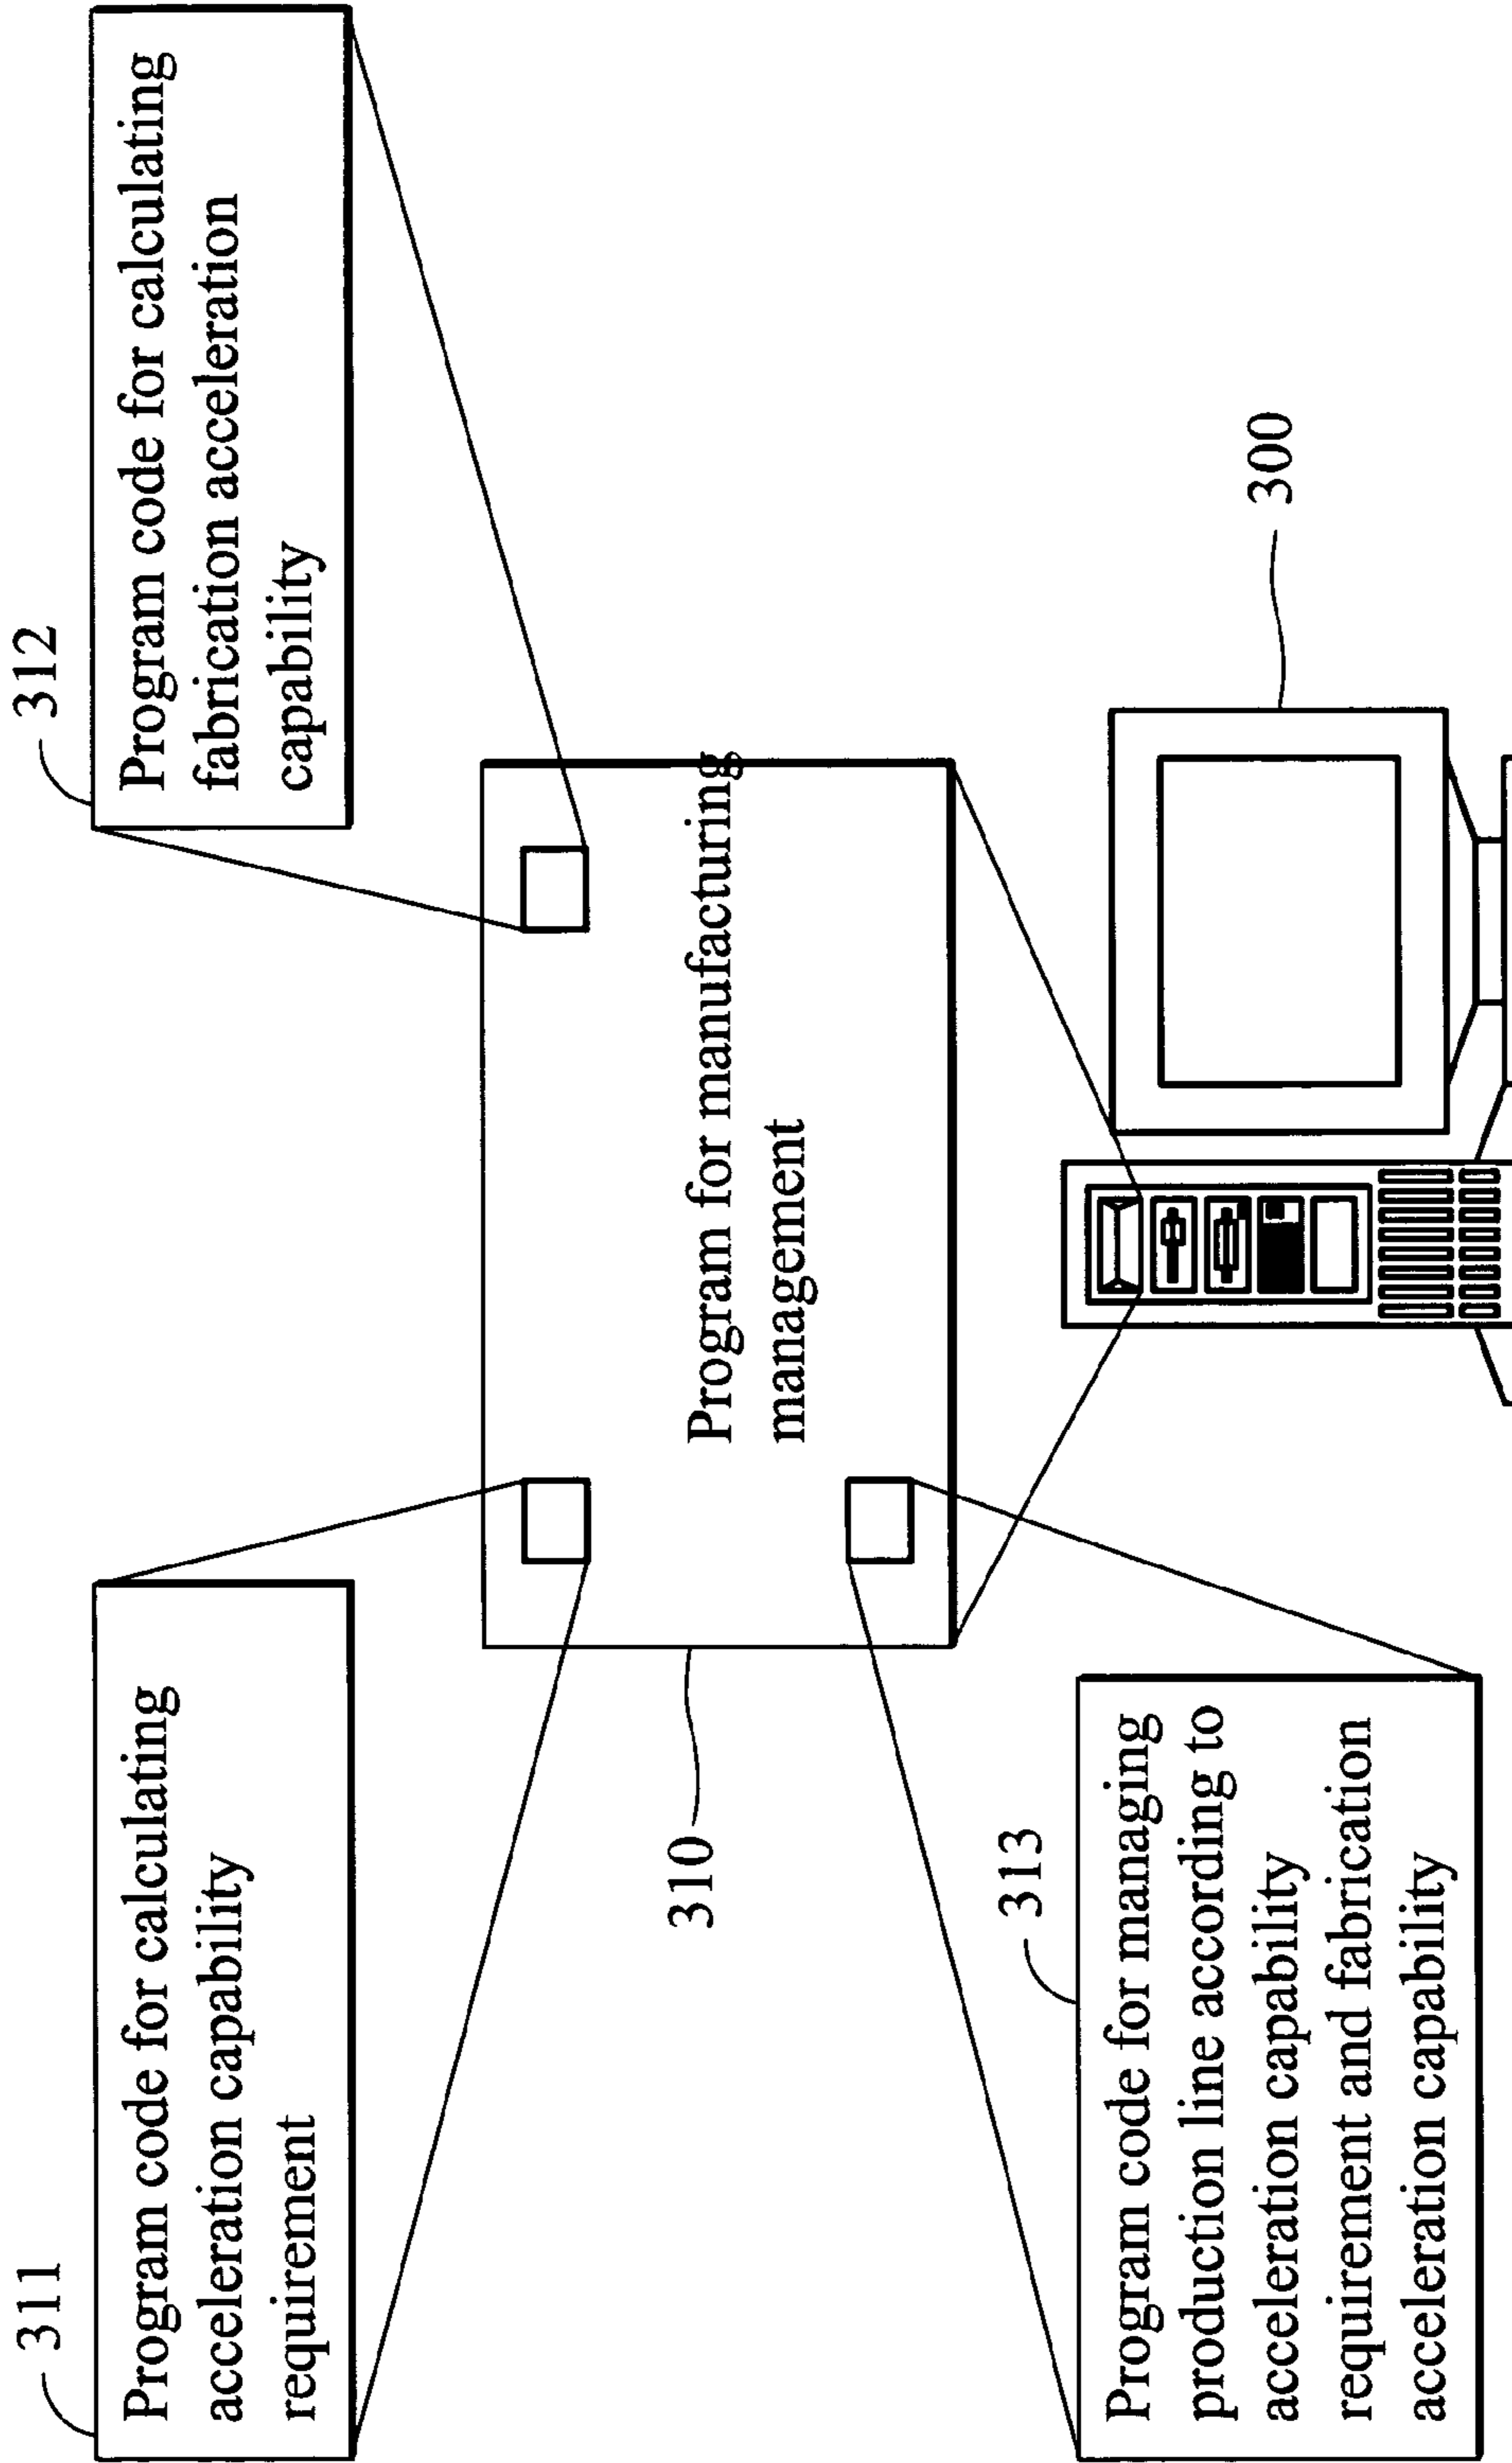 311
Program code for calculating
acceleration capability
requirement
312
Program code for calculating
fabrication acceleration
capability
310
Program for manufacturing
management
313
Program code for managing
production line according to
acceleration capability
requirement and fabrication
acceleration capability
300